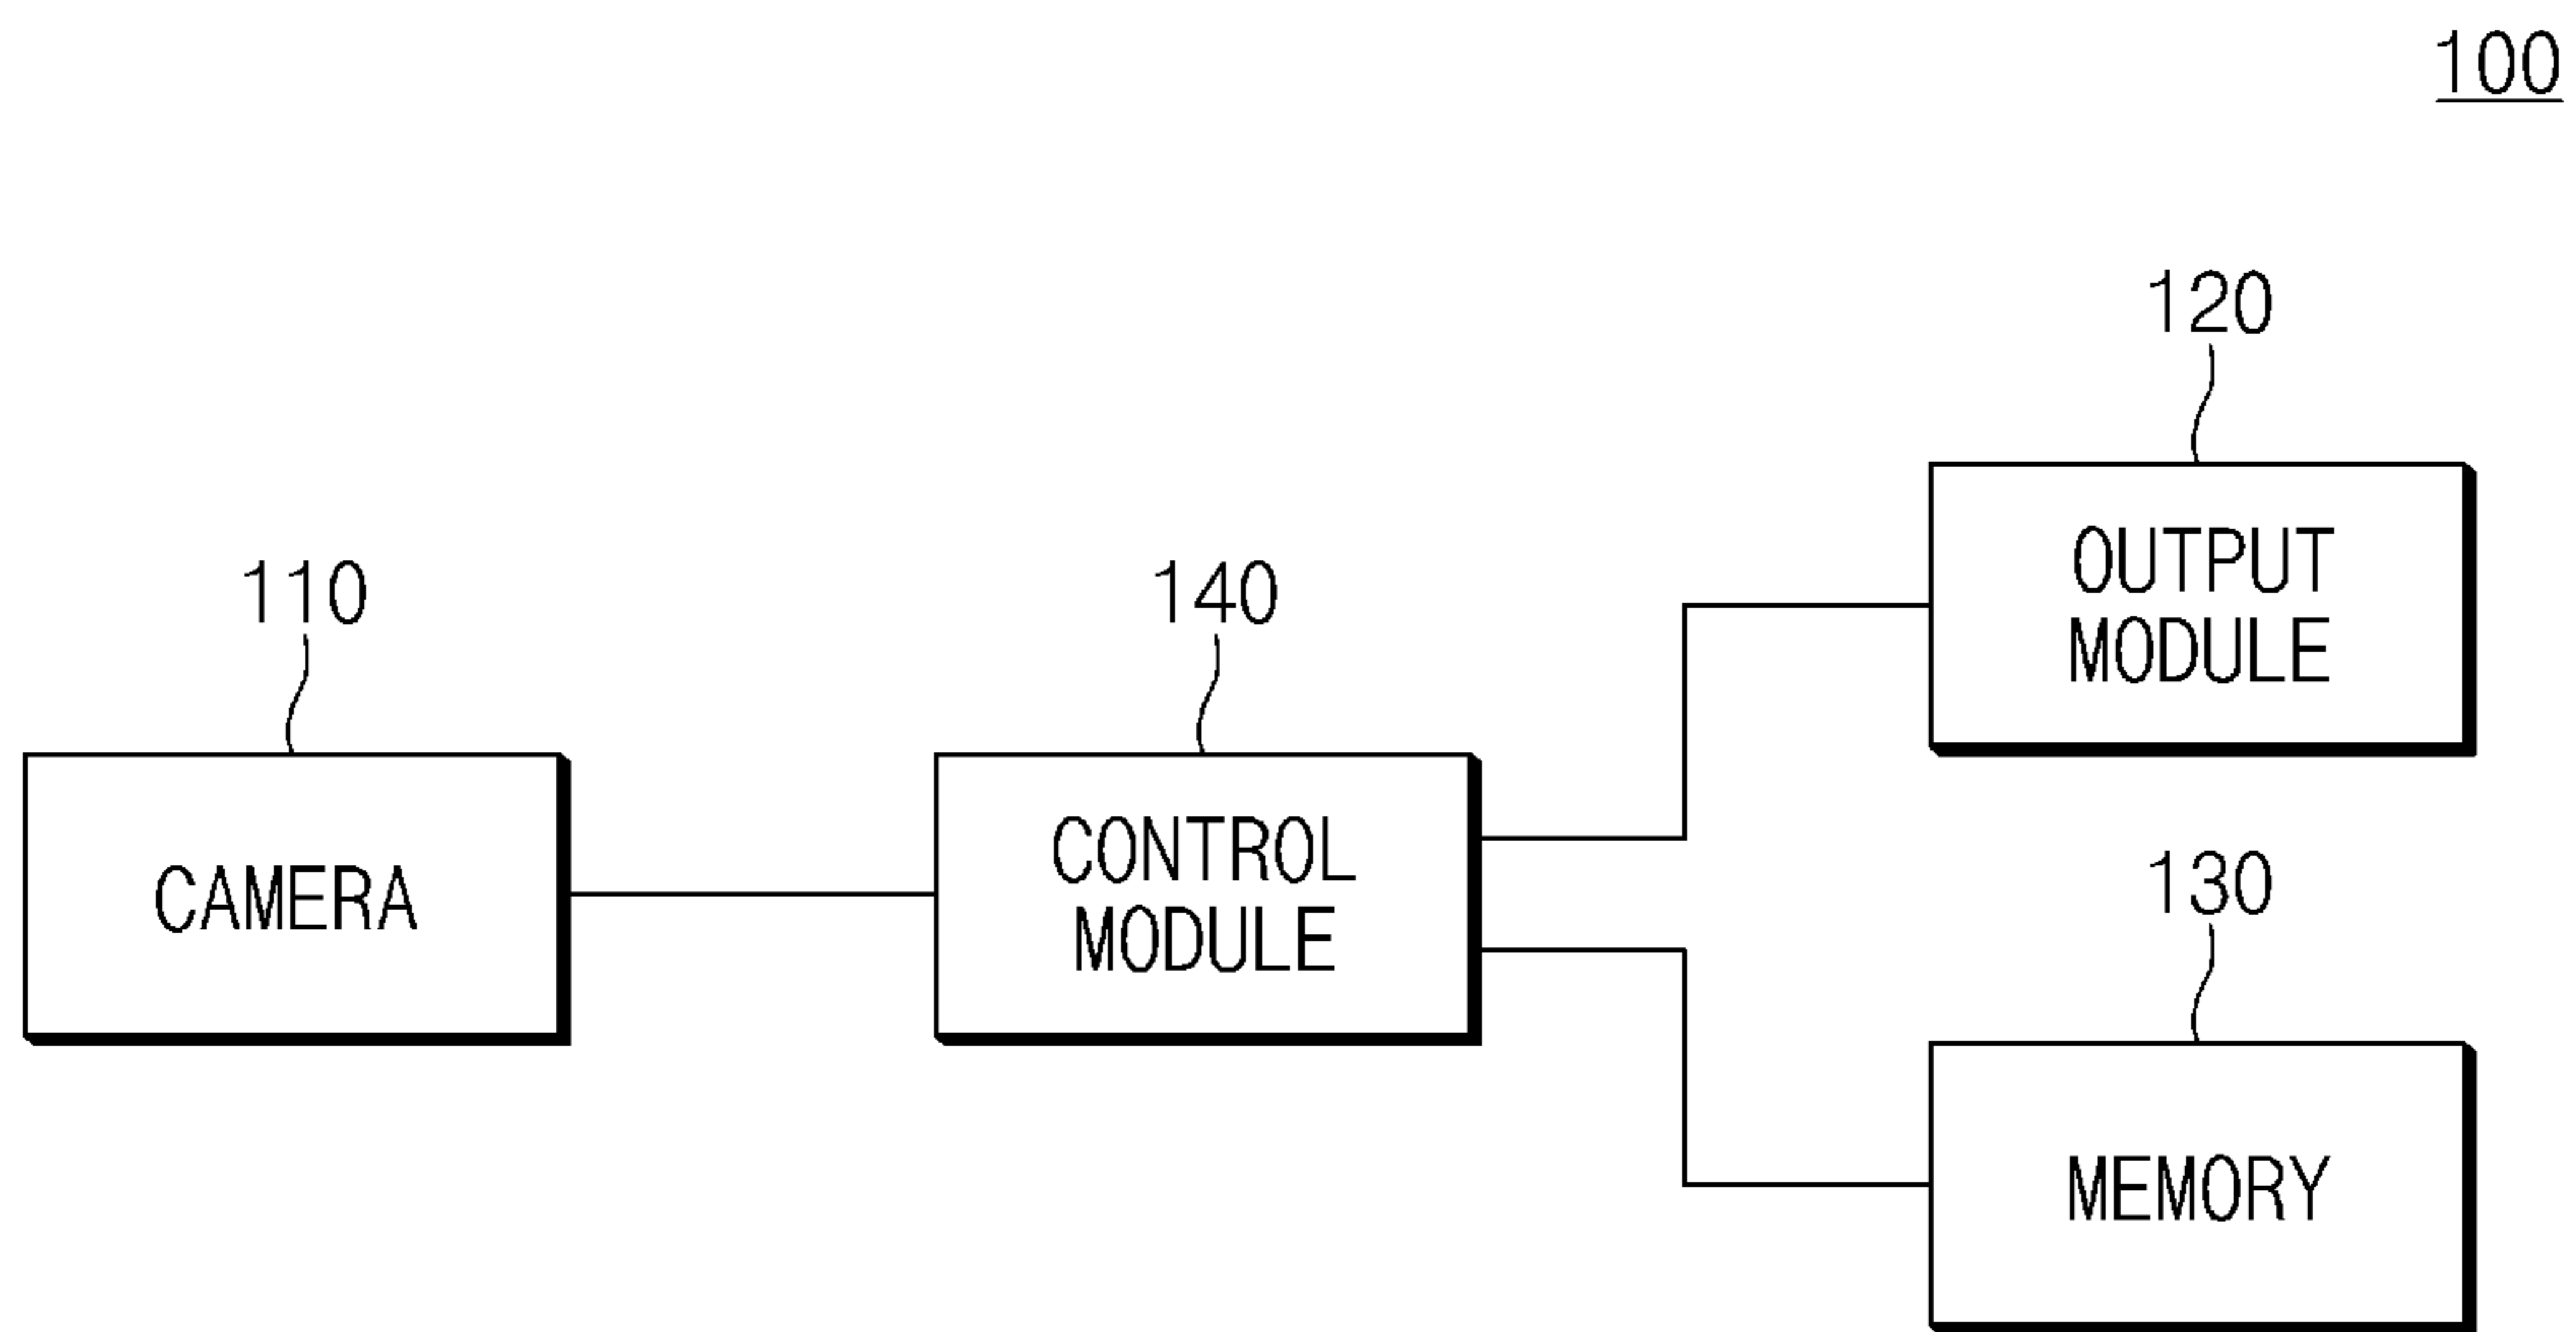 100
120
OUTPUT
MODULE
110
140
CAMERA
CONTROL
MODULE
130
MEMORY